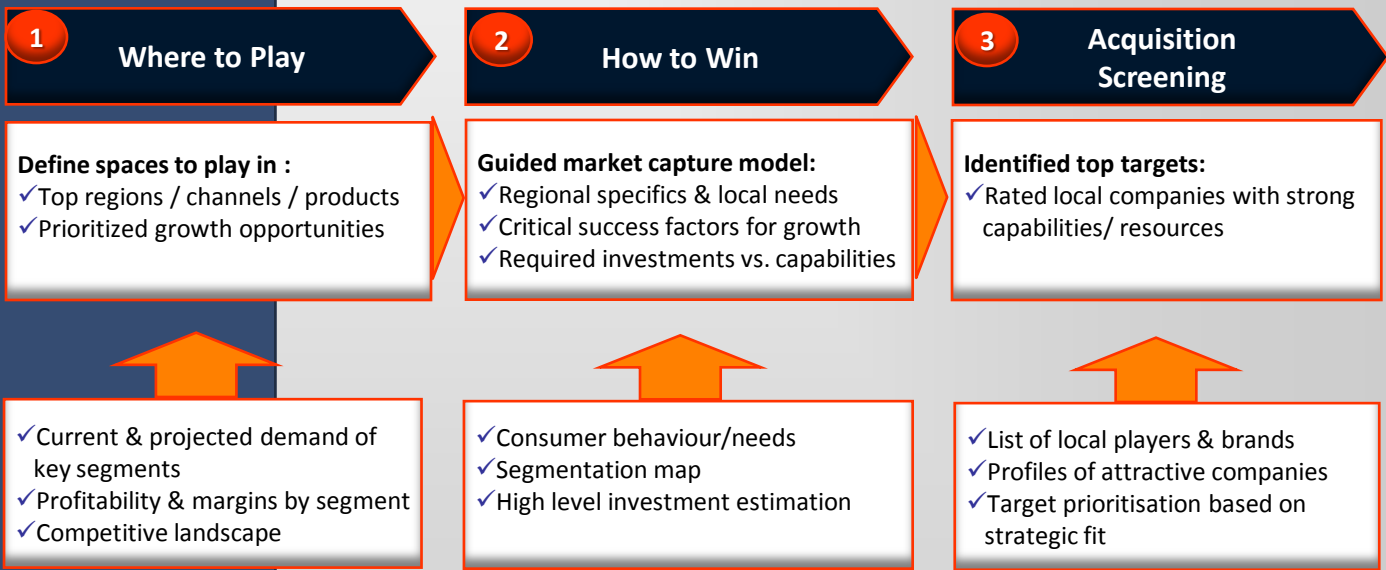 1
Where to Play
2
How to Win
3
Acquisition
Screening
Define spaces to play in :
✓Top regions / channels / products
✓Prioritized growth opportunities
Guided market capture model:
✓Regional specifics & local needs
✓Critical success factors for growth
✓Required investments vs. capabilities
Identified top targets:
✓Rated local companies with strong
capabilities/ resources
✓Current & projected demand of
key segments
✓Profitability & margins by segment
✓Competitive landscape
✓Consumer behaviour/needs
✓Segmentation map
✓High level investment estimation
✓List of local players & brands
✓Profiles of attractive companies
✓Target prioritisation based on
strategic fit